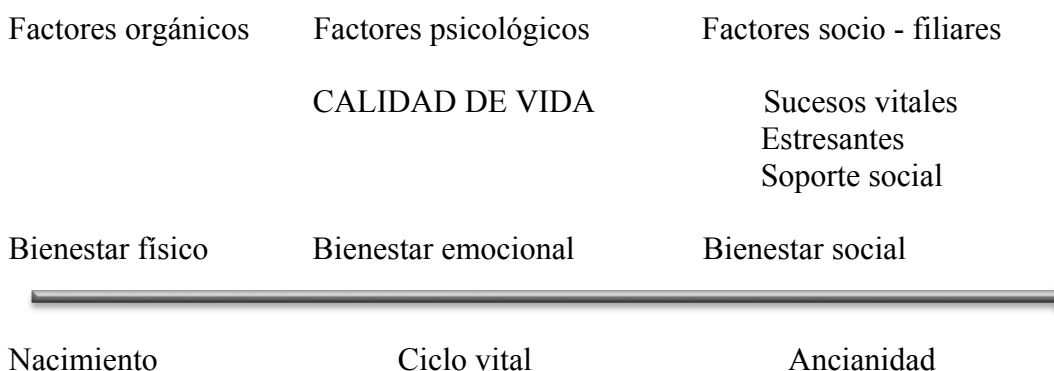 Factores orgánicos Factores psicológicos Factores socio - filiares
CALIDAD DE VIDA Sucesos vitales
Estresantes
Soporte social
Bienestar físico Bienestar emocional Bienestar social
Nacimiento Ciclo vital Ancianidad